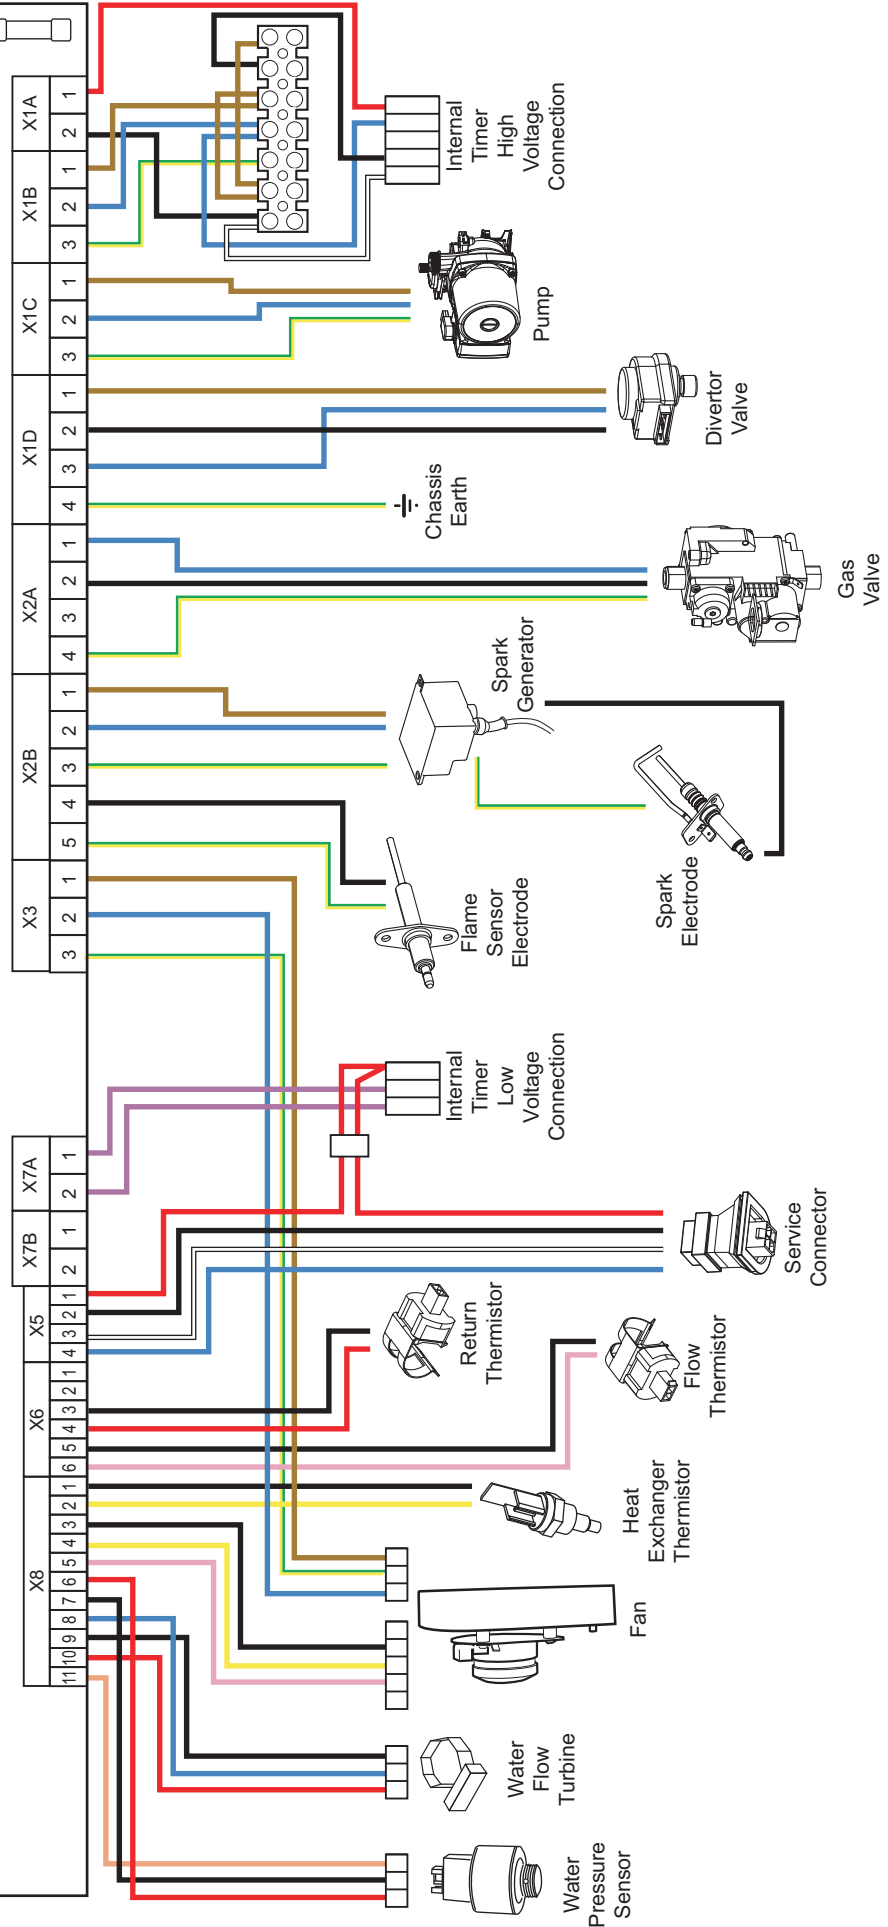 X1A
1
2
X1B
1
2
3
X1C
1
2
3
X1D
1
2
3
4
X2A
1
2
3
4
X2B
1
2
3
4
5
X3
1
2
3
X7A
1
2
X7B
1
2
X5
1
2
3
4
X6
1
2
3
4
5
6
X8
1
2
3
4
5
6
7
8
9
10
11
Internal
Timer
High
Voltage
Connection
Pump
Divertor
Valve
Chassis
Earth
Gas
Valve
Spark
Generator
Spark
Electrode
Flame
Sensor
Electrode
Internal
Timer
Low
Voltage
Connection
Service
Connector
Return
Thermistor
Flow
Thermistor
Heat
Exchanger
Thermistor
Fan
Water
Flow
Turbine
Water
Pressure
Sensor